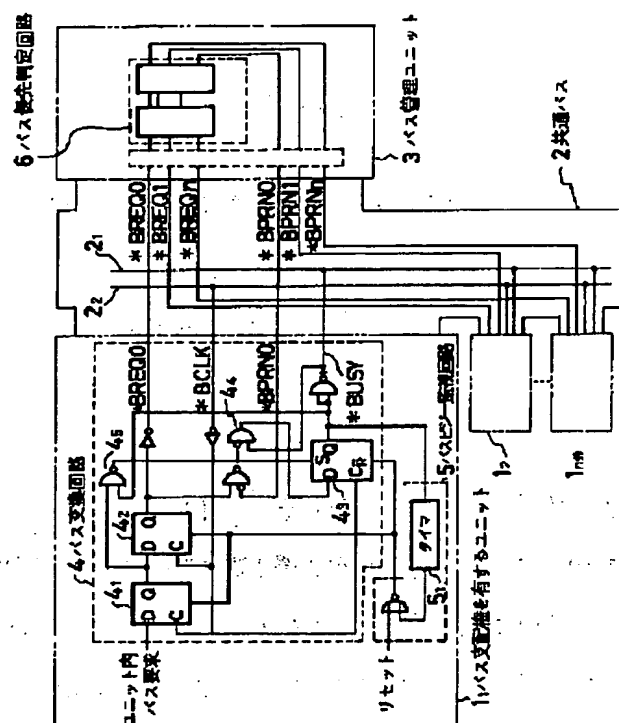 6 バス優先判定回路
3 バス管理ユニット
2 共通バス
*BREQ0
*BREQ1
*BREQn
*BPRN0
*BPRN1
*BPRNn
2₁
2₂
*BREQ0
*BCLK
*BPRN0
*BUSY
4 バス交換回路
4₅
4₄
4₂
D Q
C
4₁
D Q
C
S
D Q
C R
4₃
5 バスビジー監視回路
タイマ
5₁
ユニット内
バス要求
リセット
1₁ バス支配権を有するユニット
1₂